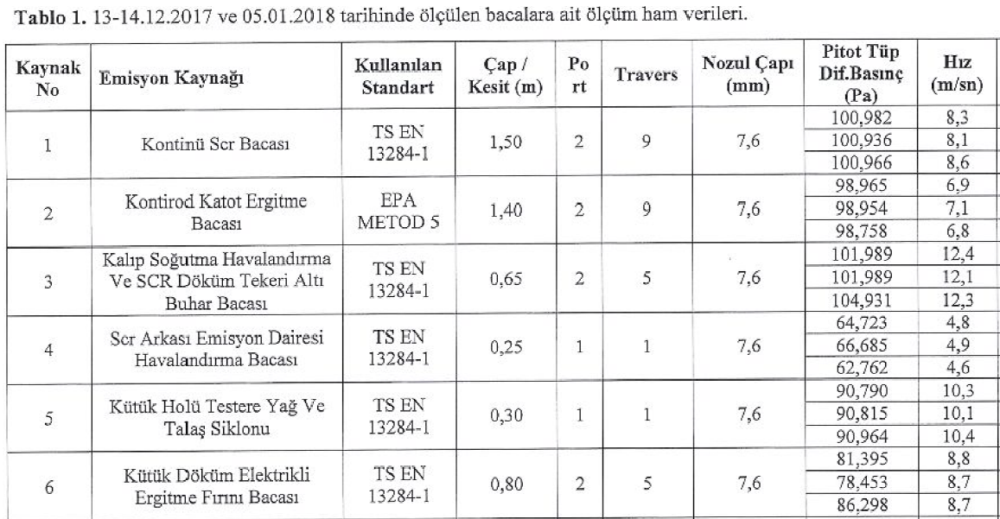 Tablo 1. 13-14.12.2017 ve 05.01.2018 tarihinde ölçülen bacalara ait ölçüm ham verileri.
Kaynak No | Emisyon Kaynağı | Kullanılan Standart | Çap / Kesit (m) | Po rt | Travers | Nozul Çapı (mm) | Pitot Tüp Dif.Basınç (Pa) | Hız (m/sn)
1 | Kontinü Scr Bacası | TS EN 13284-1 | 1,50 | 2 | 9 | 7,6 | 100,982 | 8,3
100,936 | 8,1
100,966 | 8,6
2 | Kontirod Katot Ergitme Bacası | EPA METOD 5 | 1,40 | 2 | 9 | 7,6 | 98,965 | 6,9
98,954 | 7,1
98,758 | 6,8
3 | Kalıp Soğutma Havalandırma Ve SCR Döküm Tekeri Altı Buhar Bacası | TS EN 13284-1 | 0,65 | 2 | 5 | 7,6 | 101,989 | 12,4
101,989 | 12,1
104,931 | 12,3
4 | Scr Arkası Emisyon Dairesi Havalandırma Bacası | TS EN 13284-1 | 0,25 | 1 | 1 | 7,6 | 64,723 | 4,8
66,685 | 4,9
62,762 | 4,6
5 | Kütük Holü Testere Yağ Ve Talaş Siklonu | TS EN 13284-1 | 0,30 | 1 | 1 | 7,6 | 90,790 | 10,3
90,815 | 10,1
90,964 | 10,4
6 | Kütük Döküm Elektrikli Ergitme Fırını Bacası | TS EN 13284-1 | 0,80 | 2 | 5 | 7,6 | 81,395 | 8,8
78,453 | 8,7
86,298 | 8,7